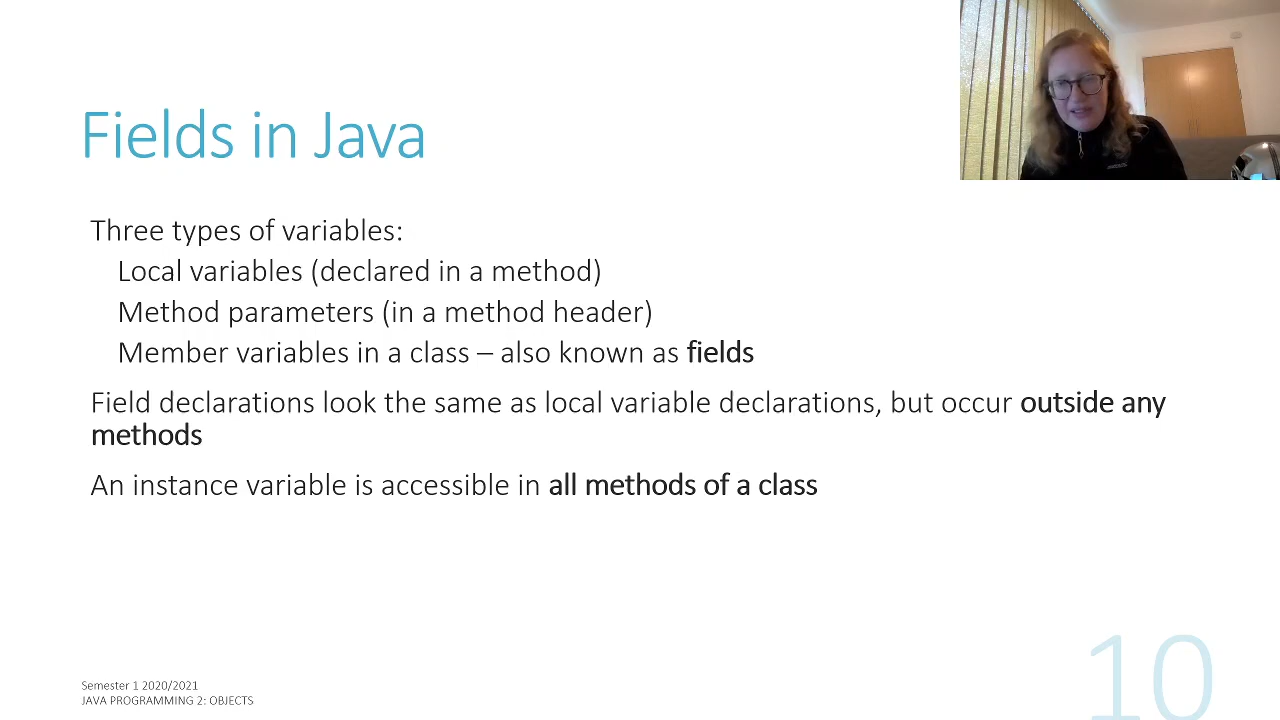 Fields in Java
Three types of variables:
Local variables (declared in a method)
Method parameters (in a method header)
Member variables in a class – also known as fields
Field declarations look the same as local variable declarations, but occur outside any
methods
An instance variable is accessible in all methods of a class
Semester 1 2020/2021
JAVA PROGRAMMING 2: OBJECTS
10